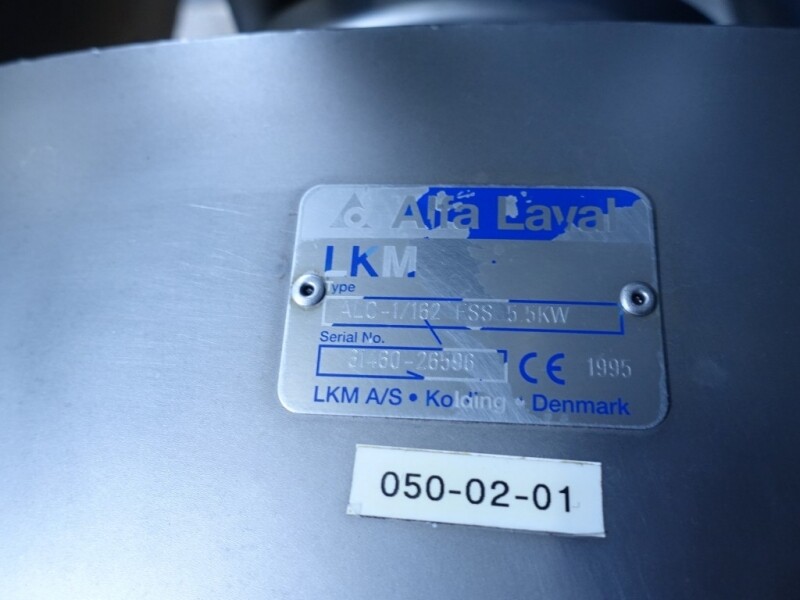 Alfa Laval
LKM
Type
ALC-1/162 FSS 5.5KW
Serial No.
31460-26596
CE 1995
LKM A/S • Kolding • Denmark
050-02-01